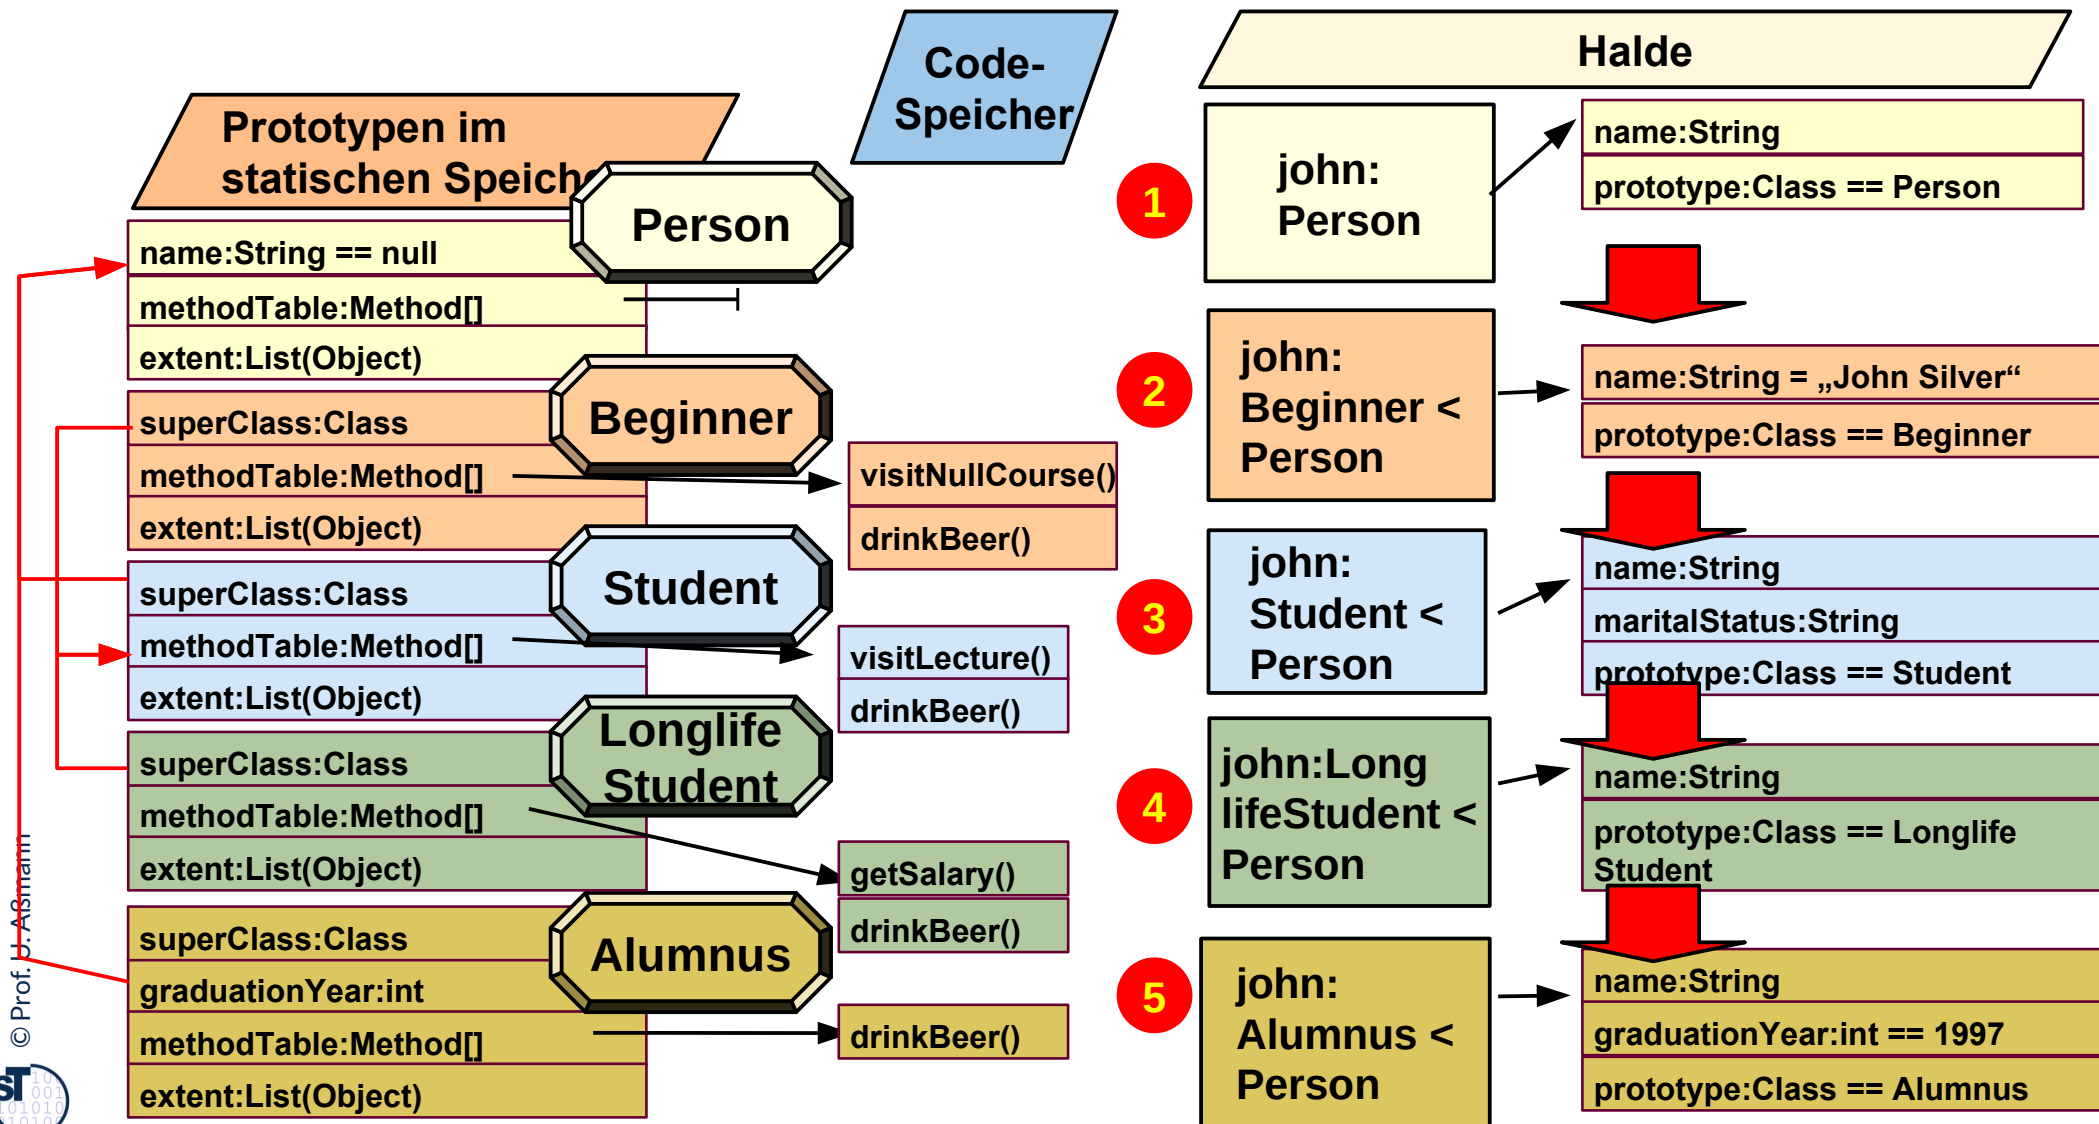 Prototypen im
statischen Speiche
Code-
Speicher
Halde
Person
name:String == null
methodTable:Method[]
extent:List(Object)
Beginner
superClass:Class
methodTable:Method[]
extent:List(Object)
visitNullCourse()
drinkBeer()
Student
superClass:Class
methodTable:Method[]
extent:List(Object)
visitLecture()
drinkBeer()
Longlife
Student
superClass:Class
methodTable:Method[]
extent:List(Object)
getSalary()
drinkBeer()
Alumnus
superClass:Class
graduationYear:int
methodTable:Method[]
extent:List(Object)
drinkBeer()
1
john:
Person
name:String
prototype:Class == Person
2
john:
Beginner <
Person
name:String = „John Silver“
prototype:Class == Beginner
3
john:
Student <
Person
name:String
maritalStatus:String
prototype:Class == Student
4
john:Long
lifeStudent <
Person
name:String
prototype:Class == Longlife
Student
5
john:
Alumnus <
Person
name:String
graduationYear:int == 1997
prototype:Class == Alumnus
© Prof. U. Aßmann
ST